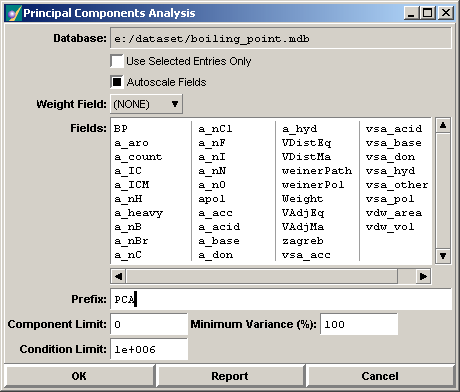 Principal Components Analysis
Database: e:/dataset/boiling_point.mdb
Use Selected Entries Only
Autoscale Fields
Weight Field: (NONE)
Fields: BP a_nCl a_hyd vsa_acid
a_aro a_nF VDistEq vsa_base
a_count a_nI VDistMa vsa_don
a_IC a_nN weinerPath vsa_hyd
a_ICM a_nO weinerPol vsa_other
a_nH apol Weight vsa_pol
a_heavy a_acc VAdjEq vdw_area
a_nB a_acid VAdjMa vdw_vol
a_nBr a_base zagreb
a_nC a_don vsa_acc
Prefix: PCA
Component Limit: 0 Minimum Variance (%): 100
Condition Limit: 1e+006
OK Report Cancel